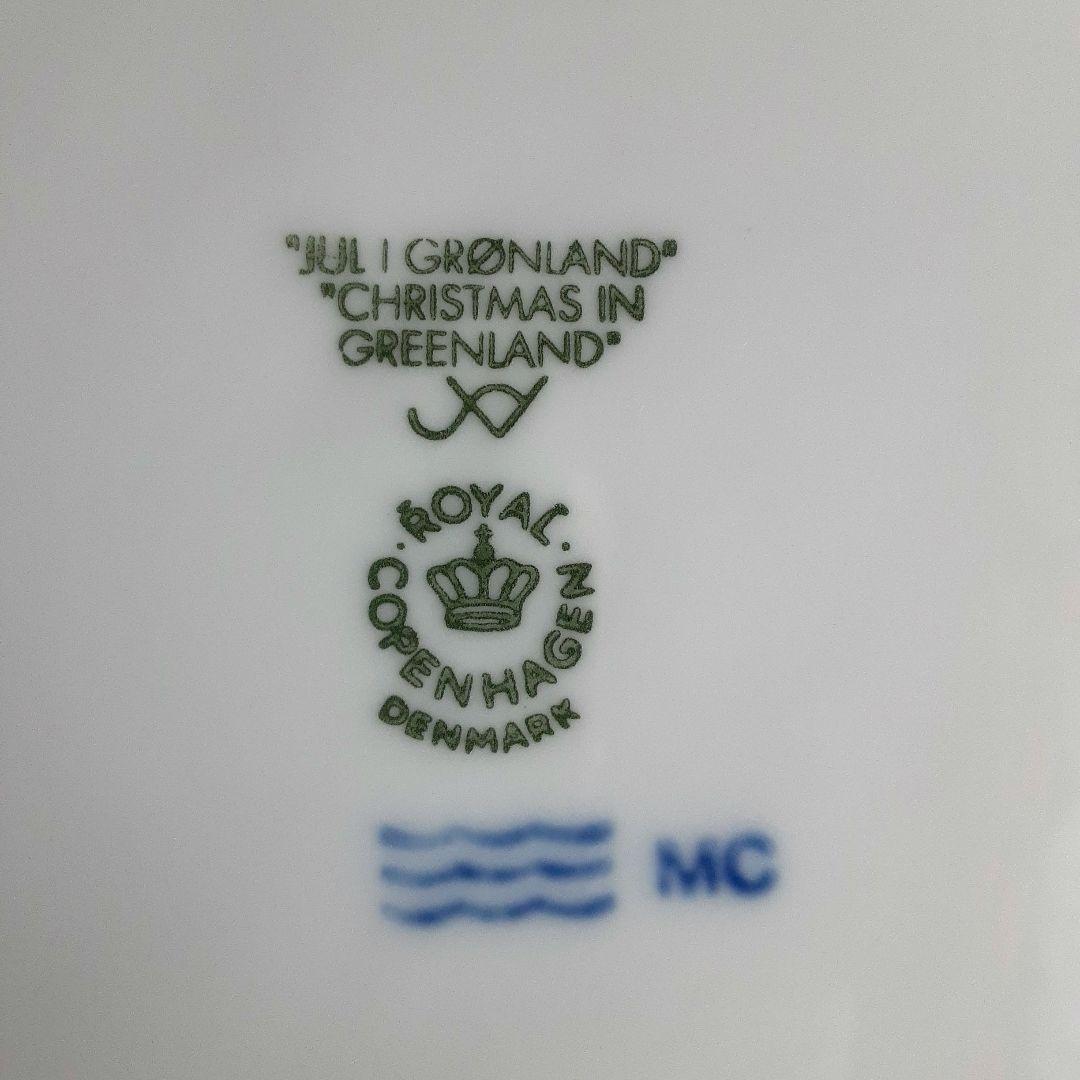 "JUL I GRØNLAND"
"CHRISTMAS IN
GREENLAND"
ROYAL
COPENHAGEN
DENMARK
MC